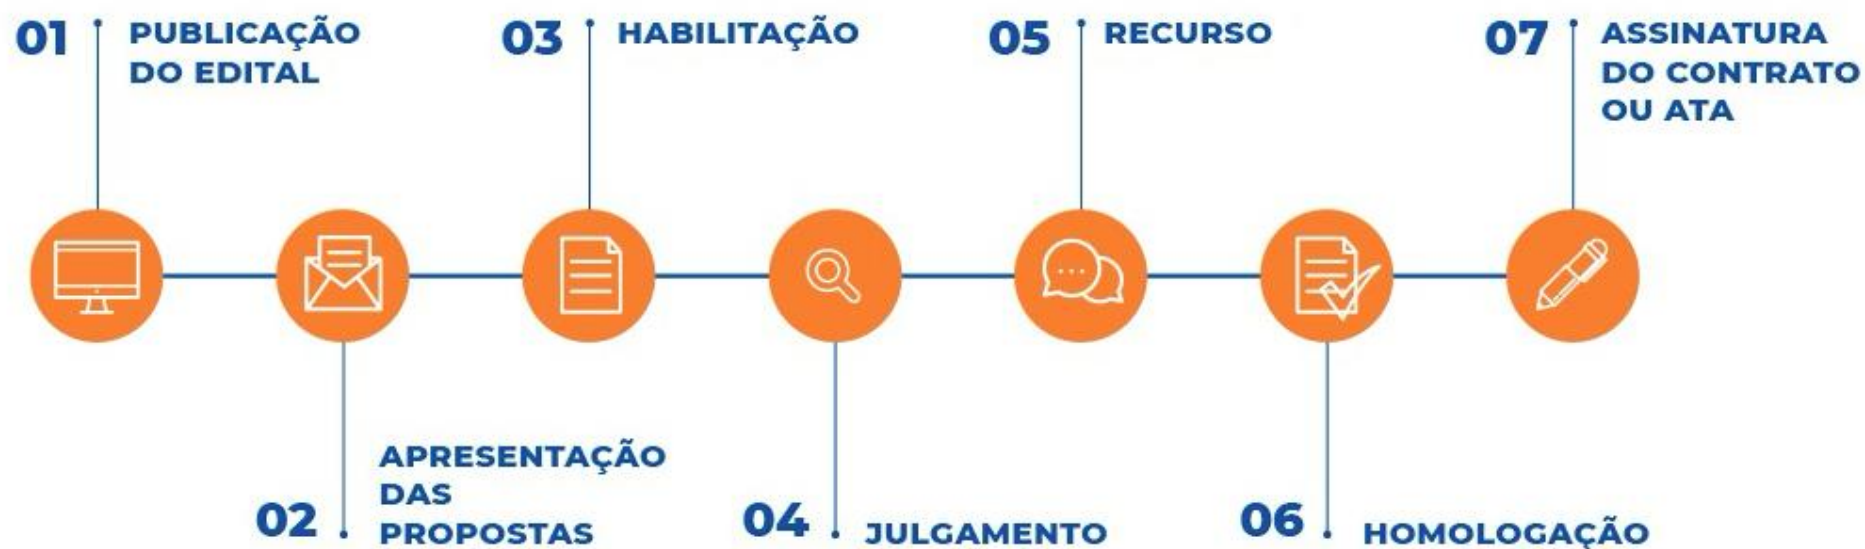 01
PUBLICAÇÃO
DO EDITAL
02
APRESENTAÇÃO
DAS
PROPOSTAS
03
HABILITAÇÃO
04
JULGAMENTO
05
RECURSO
06
HOMOLOGAÇÃO
07
ASSINATURA
DO CONTRATO
OU ATA